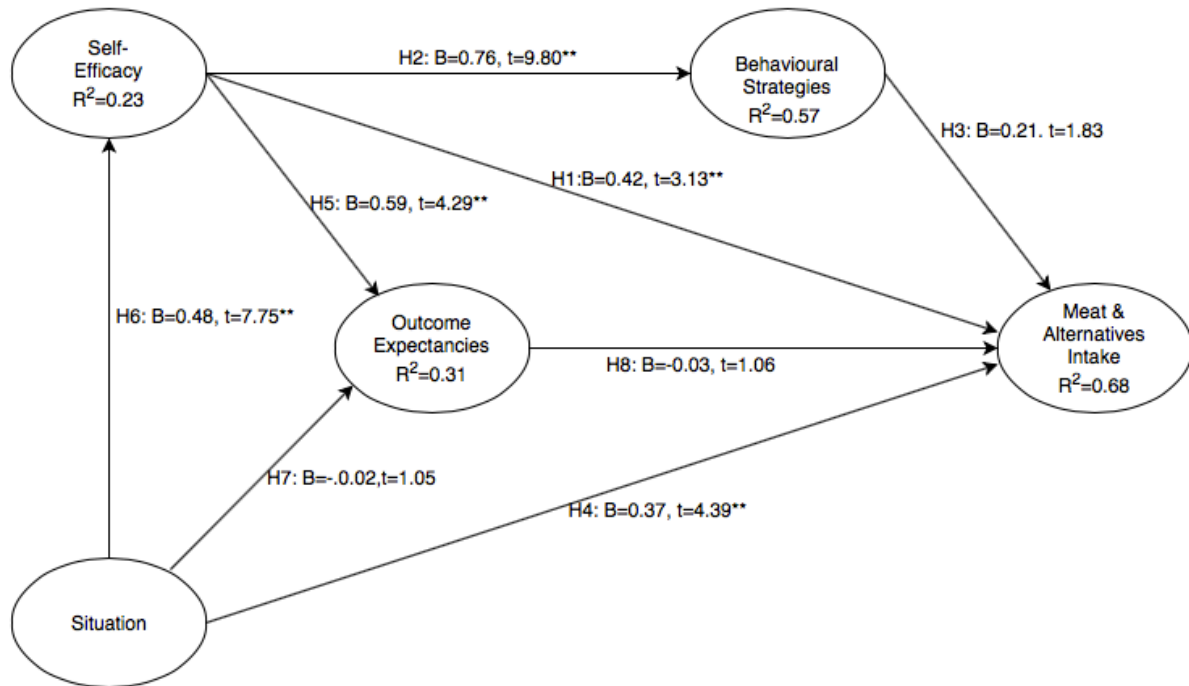 Self-
Efficacy
R²=0.23
H2: B=0.76, t=9.80**
Behavioural
Strategies
R²=0.57
H3: B=0.21. t=1.83
H1:B=0.42, t=3.13**
H5: B=0.59, t=4.29**
H6: B=0.48, t=7.75**
Outcome
Expectancies
R²=0.31
H8: B=-0.03, t=1.06
Meat &
Alternatives
Intake
R²=0.68
H7: B=-.0.02,t=1.05
H4: B=0.37, t=4.39**
Situation